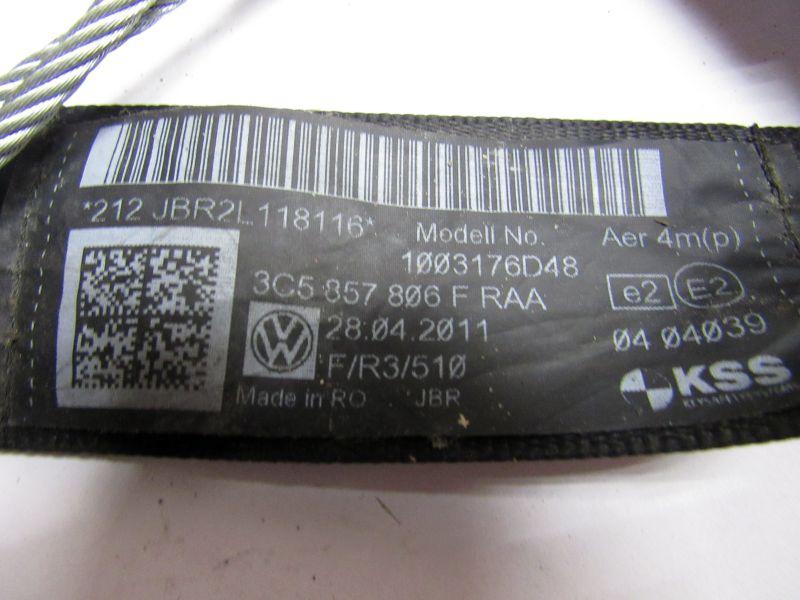 *212 JBR2L118116*
Modell No.
Aer 4m(p)
1003176D48
3C5 857 806 F RAA
e2
E2
28.04.2011
04 04039
F/R3/510
KSS
Made in RO JBR